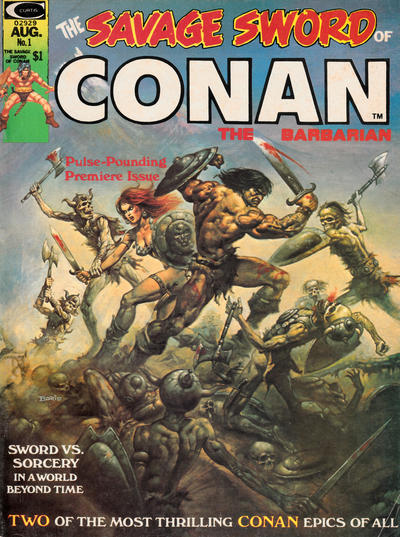 CURTIS
02929
AUG.
No. 1
THE SAVAGE
SWORD
OF CONAN
$1
THE SAVAGE SWORD OF
CONAN
TM
THE BARBARIAN
Pulse-Pounding
Premiere Issue
BORIS
SWORD VS.
SORCERY
IN A WORLD
BEYOND TIME
TWO OF THE MOST THRILLING CONAN EPICS OF ALL